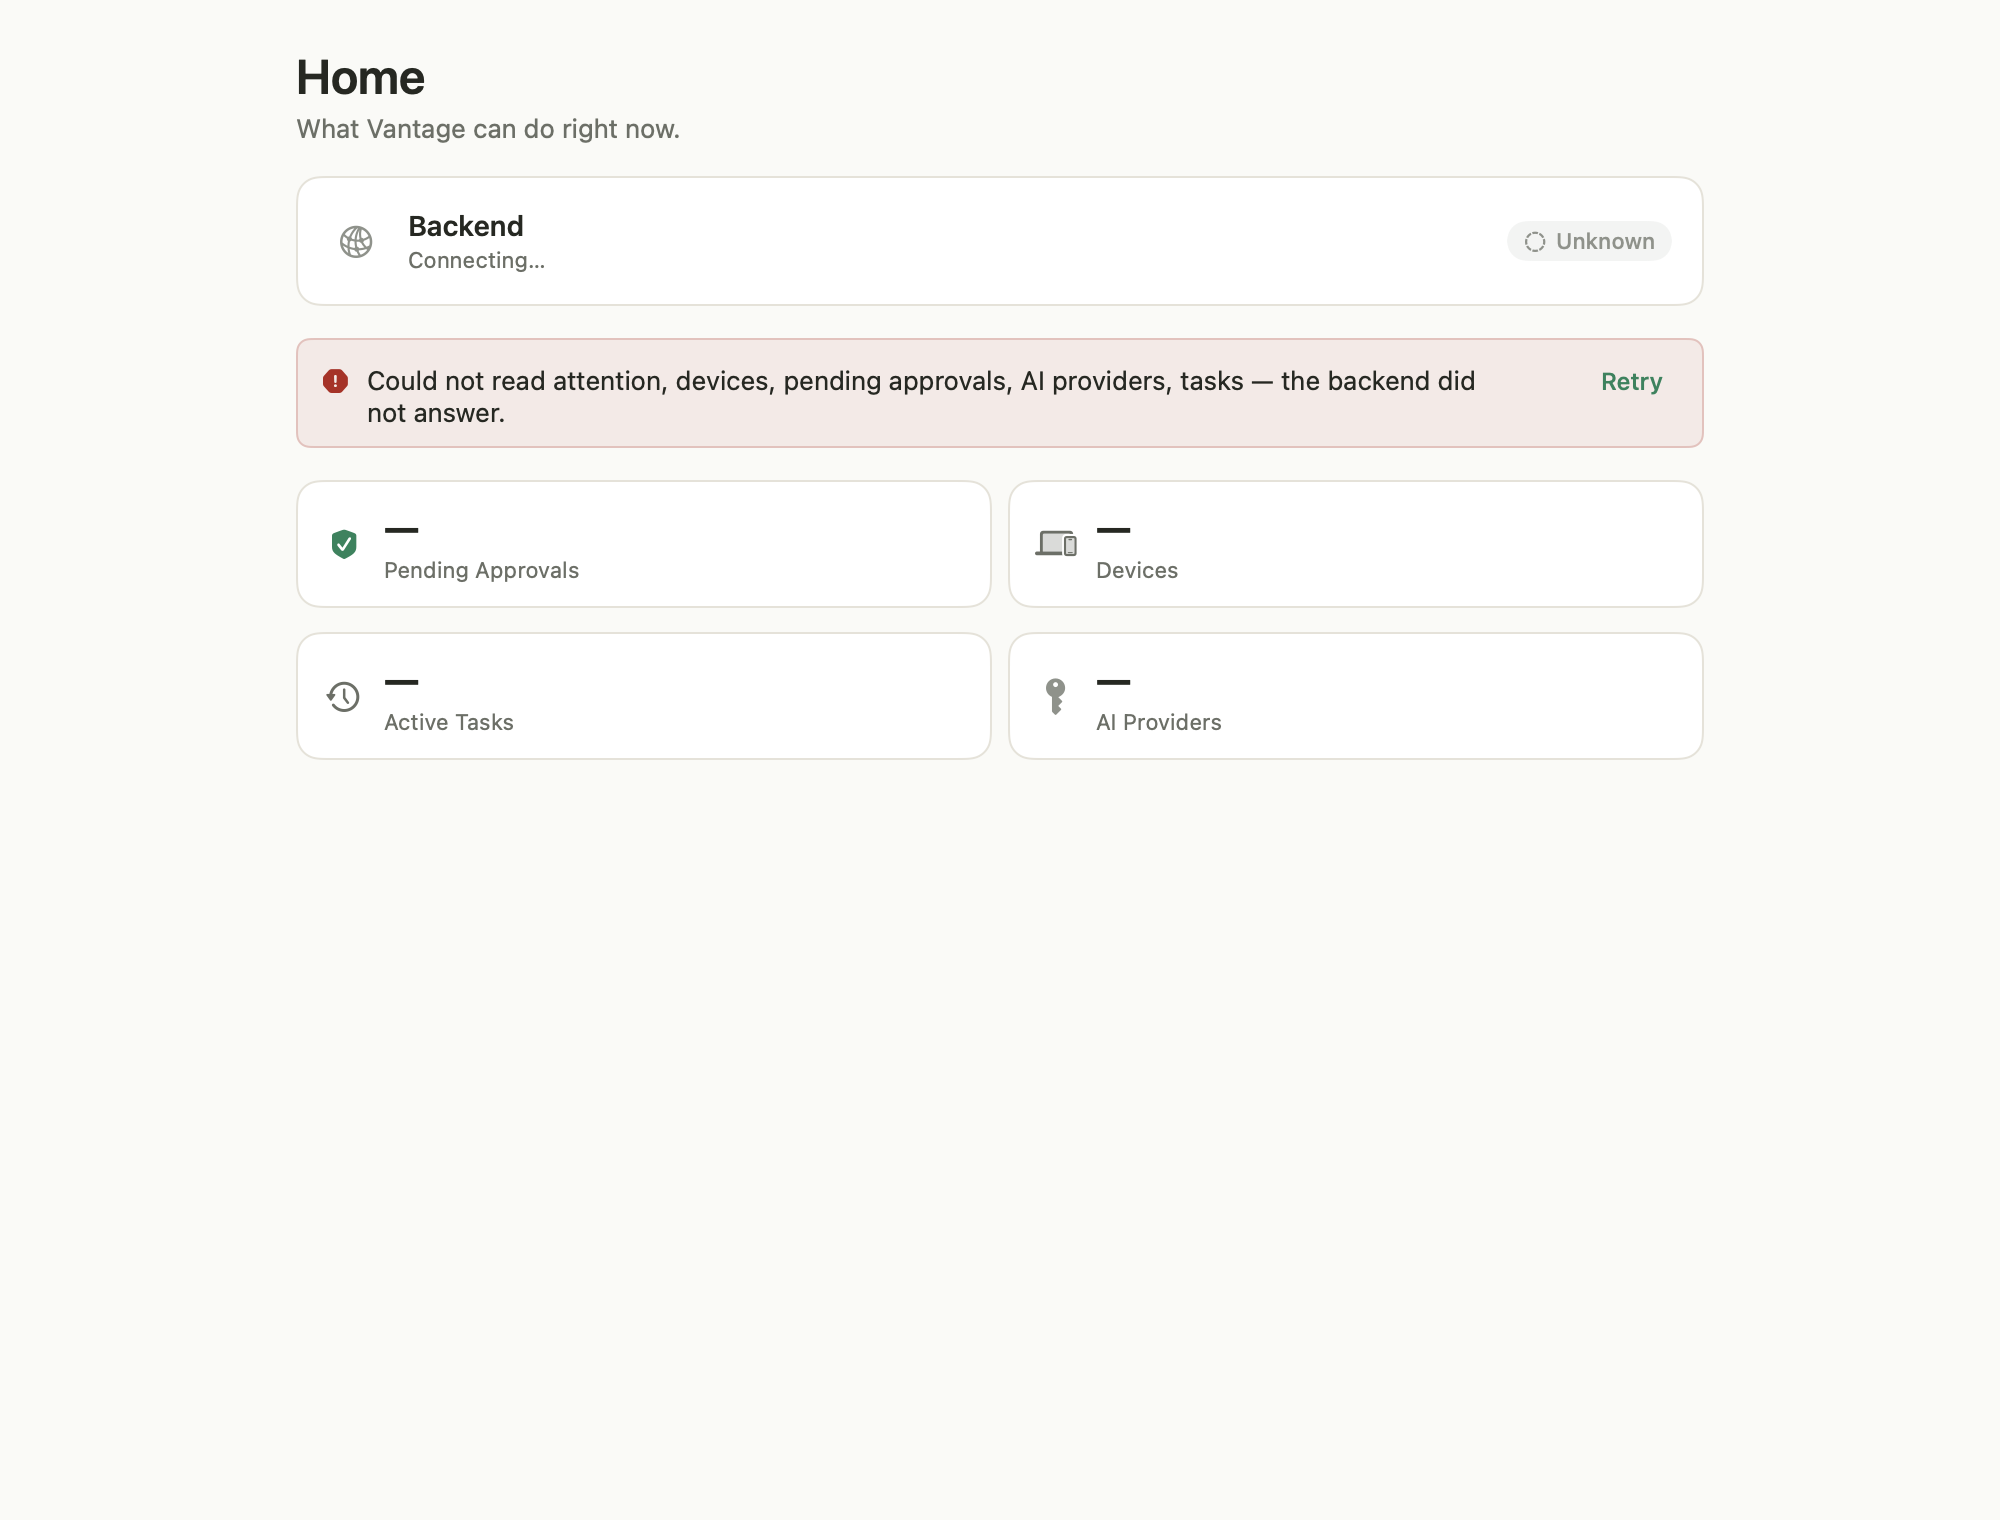 Home
What Vantage can do right now.
Backend
Connecting...
Unknown
Could not read attention, devices, pending approvals, AI providers, tasks — the backend did
not answer.
Retry
—
Pending Approvals
—
Devices
—
Active Tasks
—
AI Providers